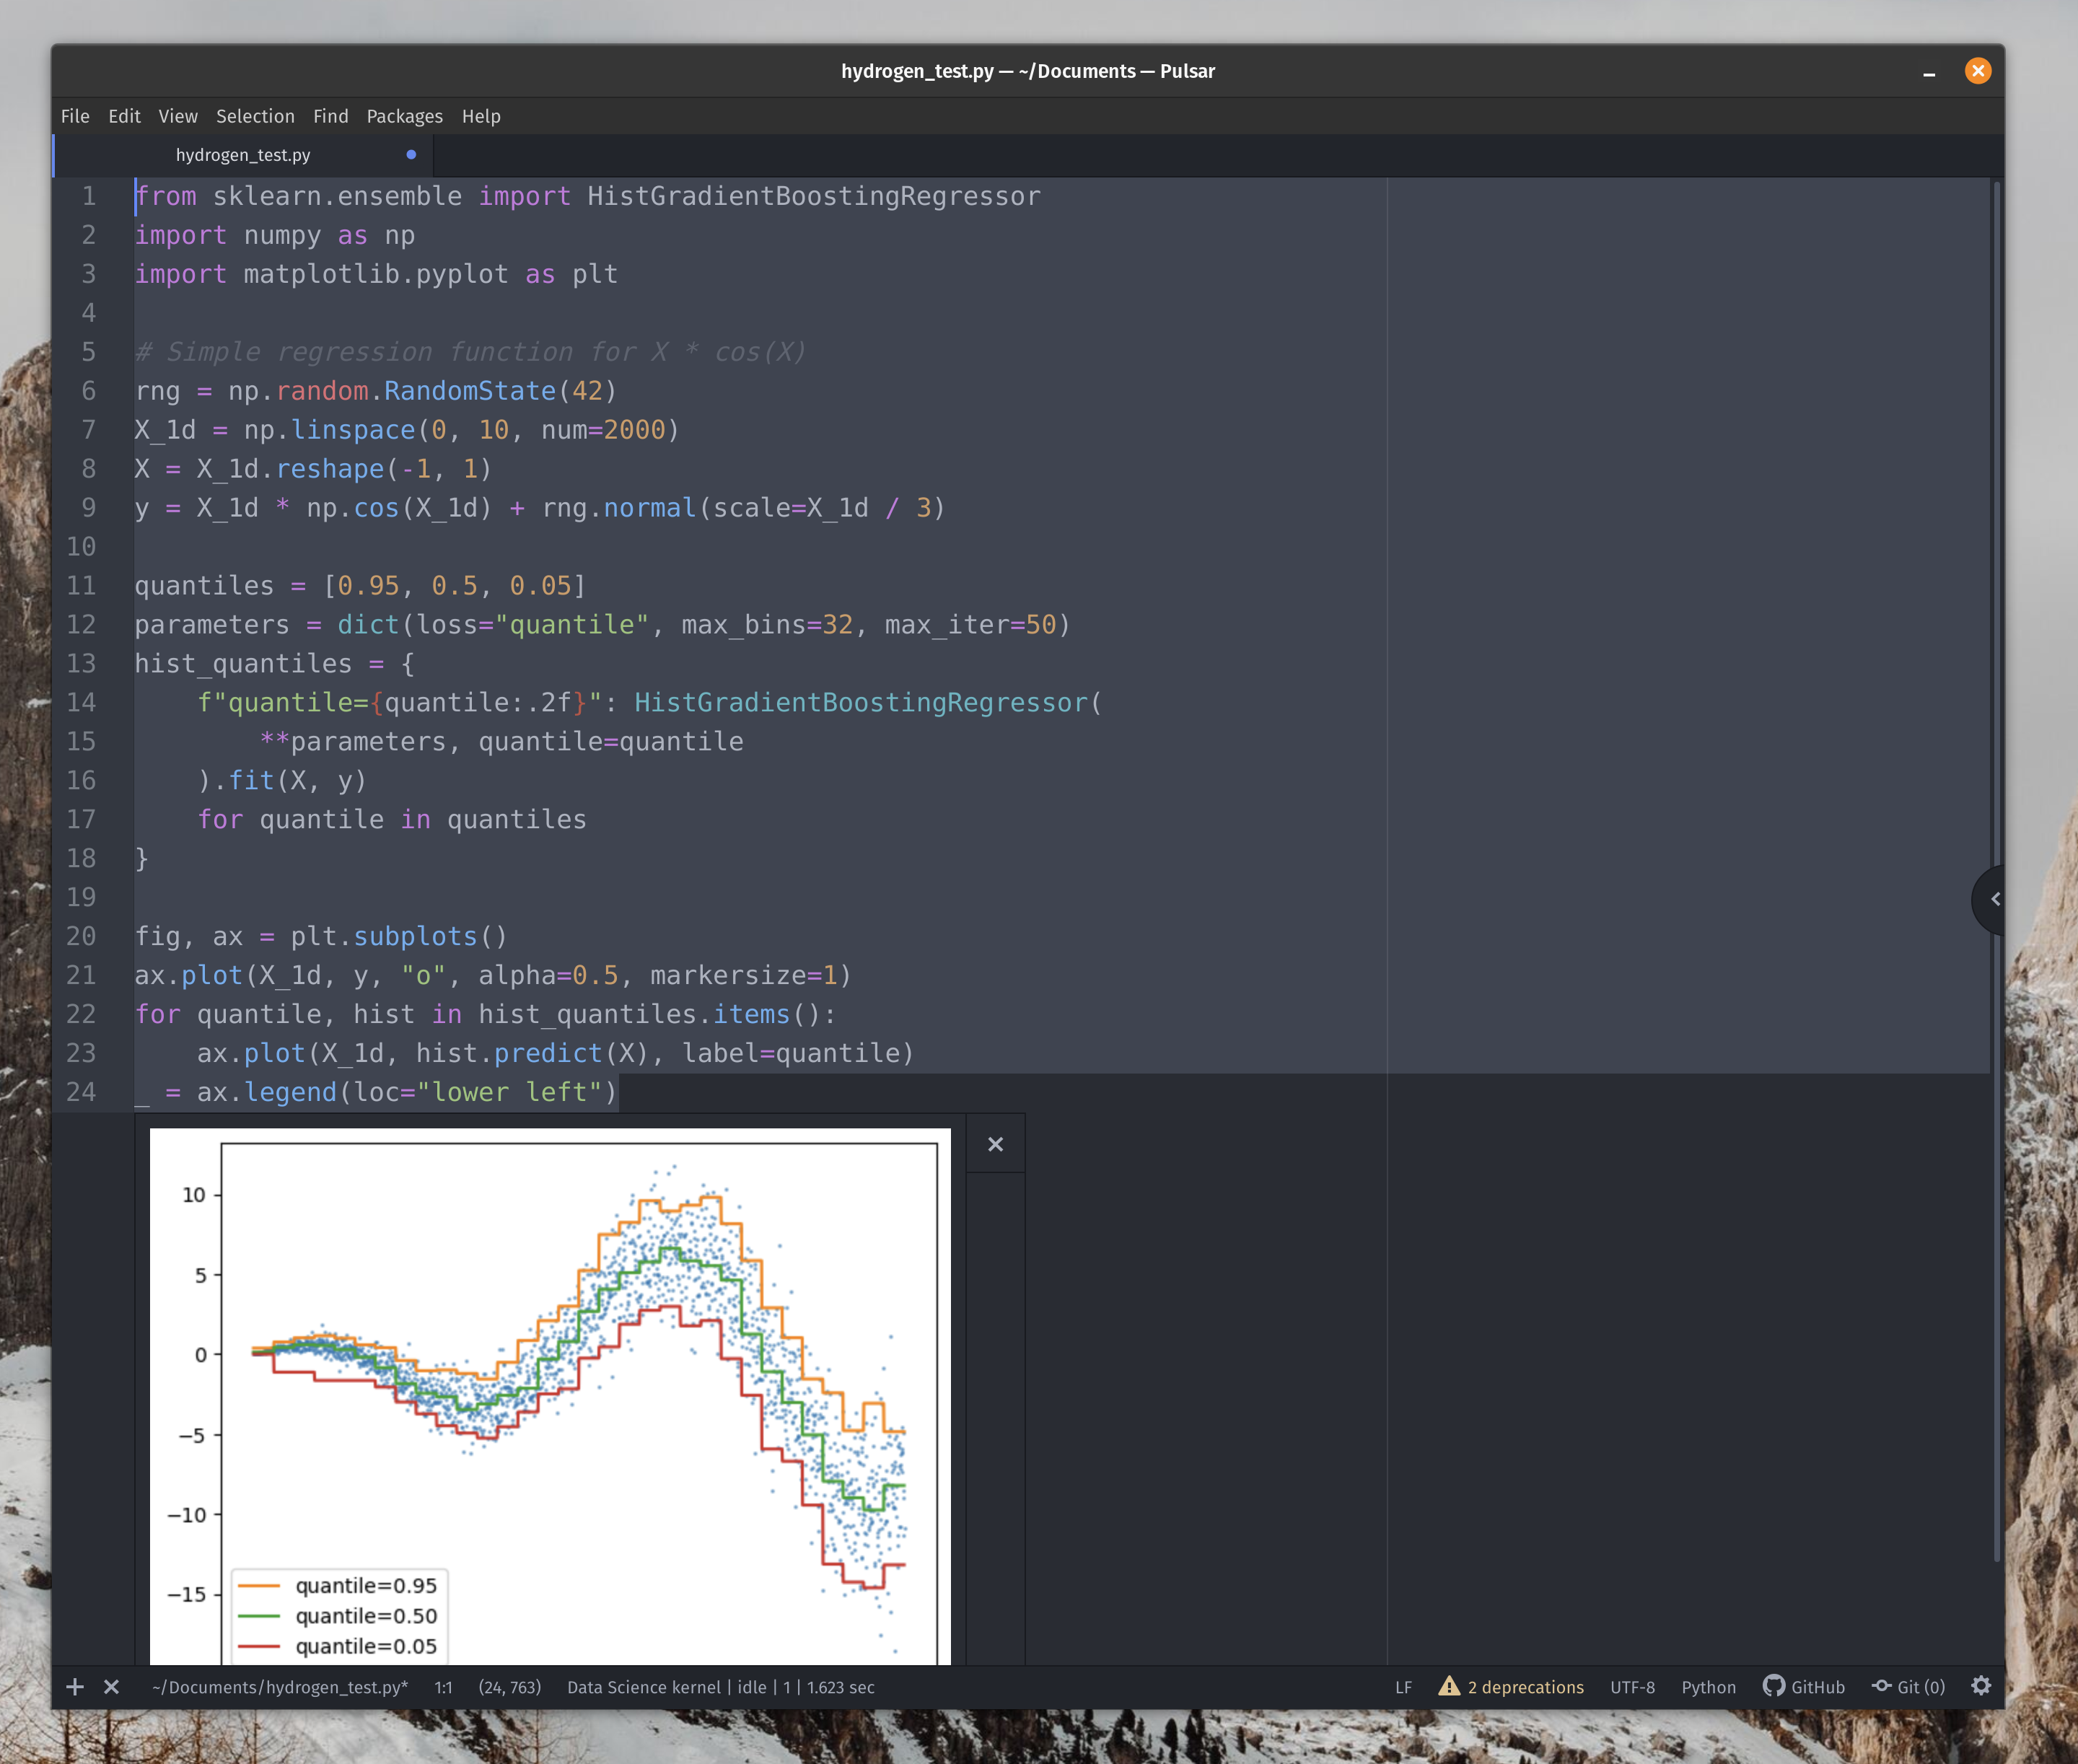 hydrogen_test.py — ~/Documents — Pulsar
File Edit View Selection Find Packages Help
hydrogen_test.py
1 from sklearn.ensemble import HistGradientBoostingRegressor
2 import numpy as np
3 import matplotlib.pyplot as plt
4
5 # Simple regression function for X * cos(X)
6 rng = np.random.RandomState(42)
7 X_1d = np.linspace(0, 10, num=2000)
8 X = X_1d.reshape(-1, 1)
9 y = X_1d * np.cos(X_1d) + rng.normal(scale=X_1d / 3)
10
11 quantiles = [0.95, 0.5, 0.05]
12 parameters = dict(loss="quantile", max_bins=32, max_iter=50)
13 hist_quantiles = {
14     f"quantile={quantile:.2f}": HistGradientBoostingRegressor(
15         **parameters, quantile=quantile
16     ).fit(X, y)
17     for quantile in quantiles
18 }
19
20 fig, ax = plt.subplots()
21 ax.plot(X_1d, y, "o", alpha=0.5, markersize=1)
22 for quantile, hist in hist_quantiles.items():
23     ax.plot(X_1d, hist.predict(X), label=quantile)
24 _ = ax.legend(loc="lower left")
10
5
0
−5
−10
−15
quantile=0.95
quantile=0.50
quantile=0.05
~/Documents/hydrogen_test.py* 1:1 (24, 763) Data Science kernel | idle | 1 | 1.623 sec LF 2 deprecations UTF-8 Python GitHub Git (0)